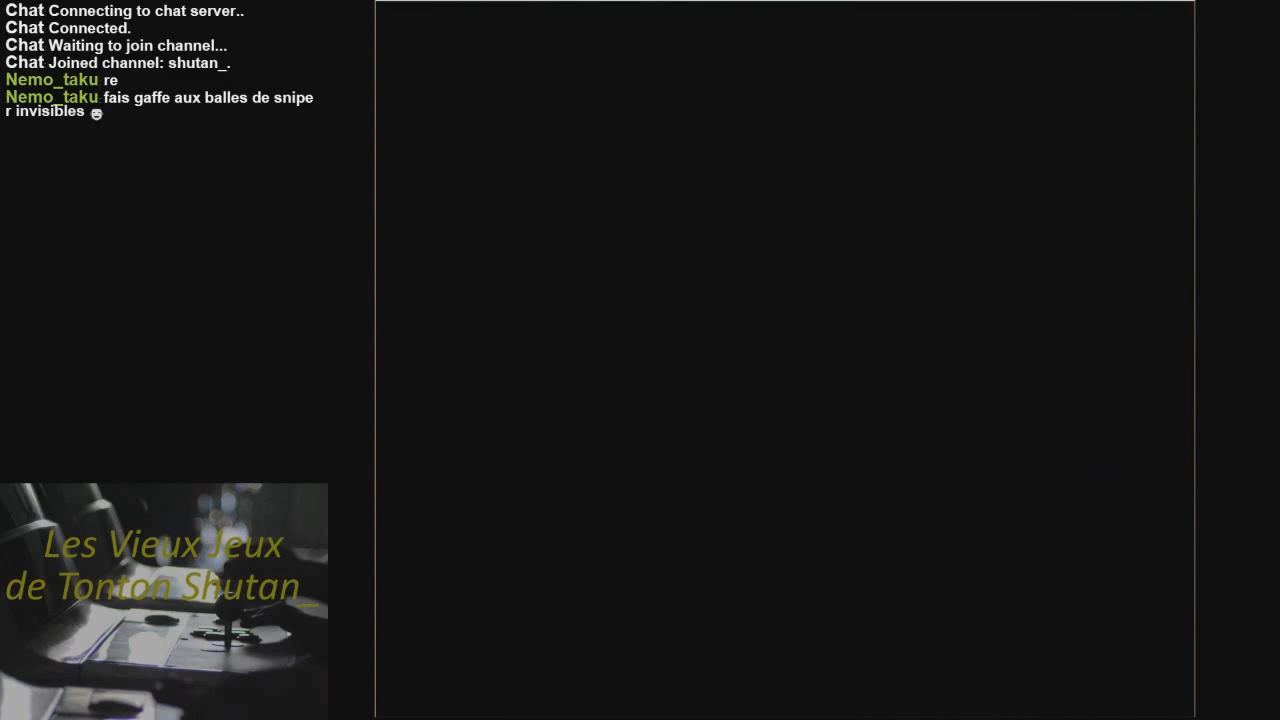 Chat Connecting to chat server..
Chat Connected.
Chat Waiting to join channel...
Chat Joined channel: shutan_.
Nemo_taku re
Nemo_taku fais gaffe aux balles de snipe
r invisibles
Les Vieux Jeux
de Tonton Shutan_